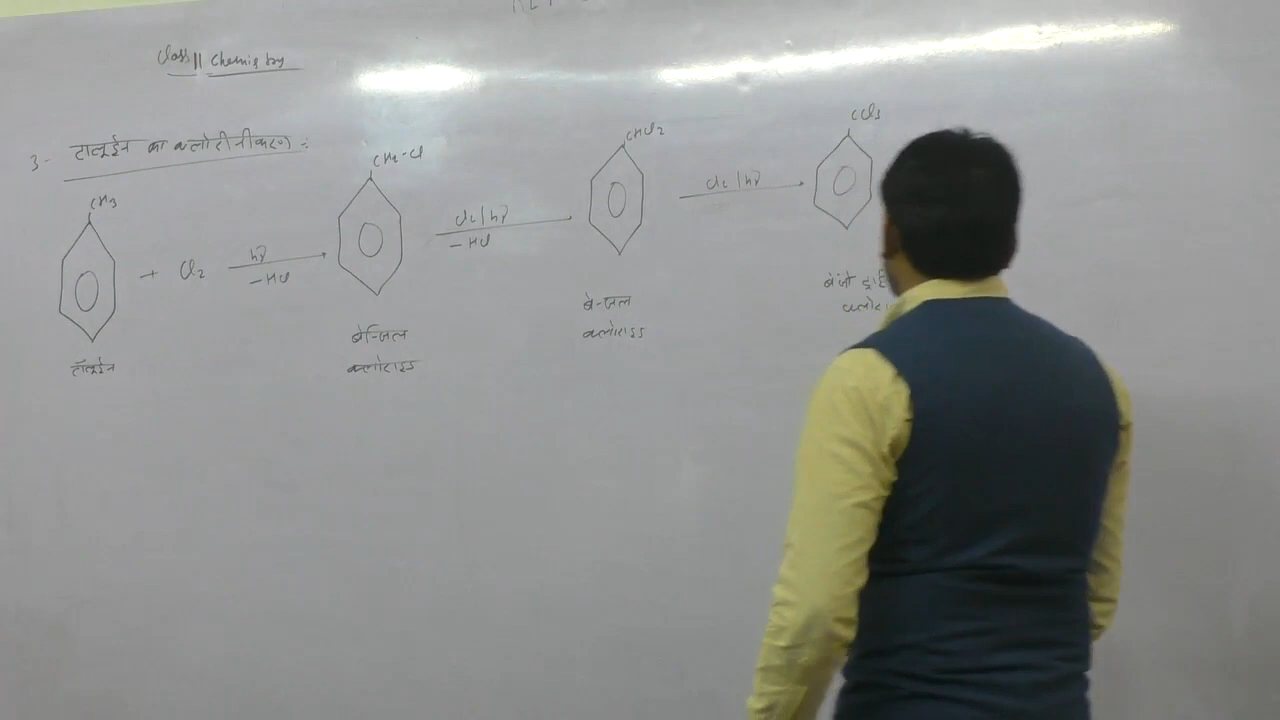 Class 11 Chemistry
3- टालूईन का क्लोरीनीकरण :
CH3
+ Cl2
hν
-HCl
टॉलूईन
CH2-Cl
बेन्जिल
क्लोराइड
Cl2/hν
-HCl
CHCl2
बेन्जल
क्लोराइड
Cl2/hν
CCl3
बेंजो ट्राई